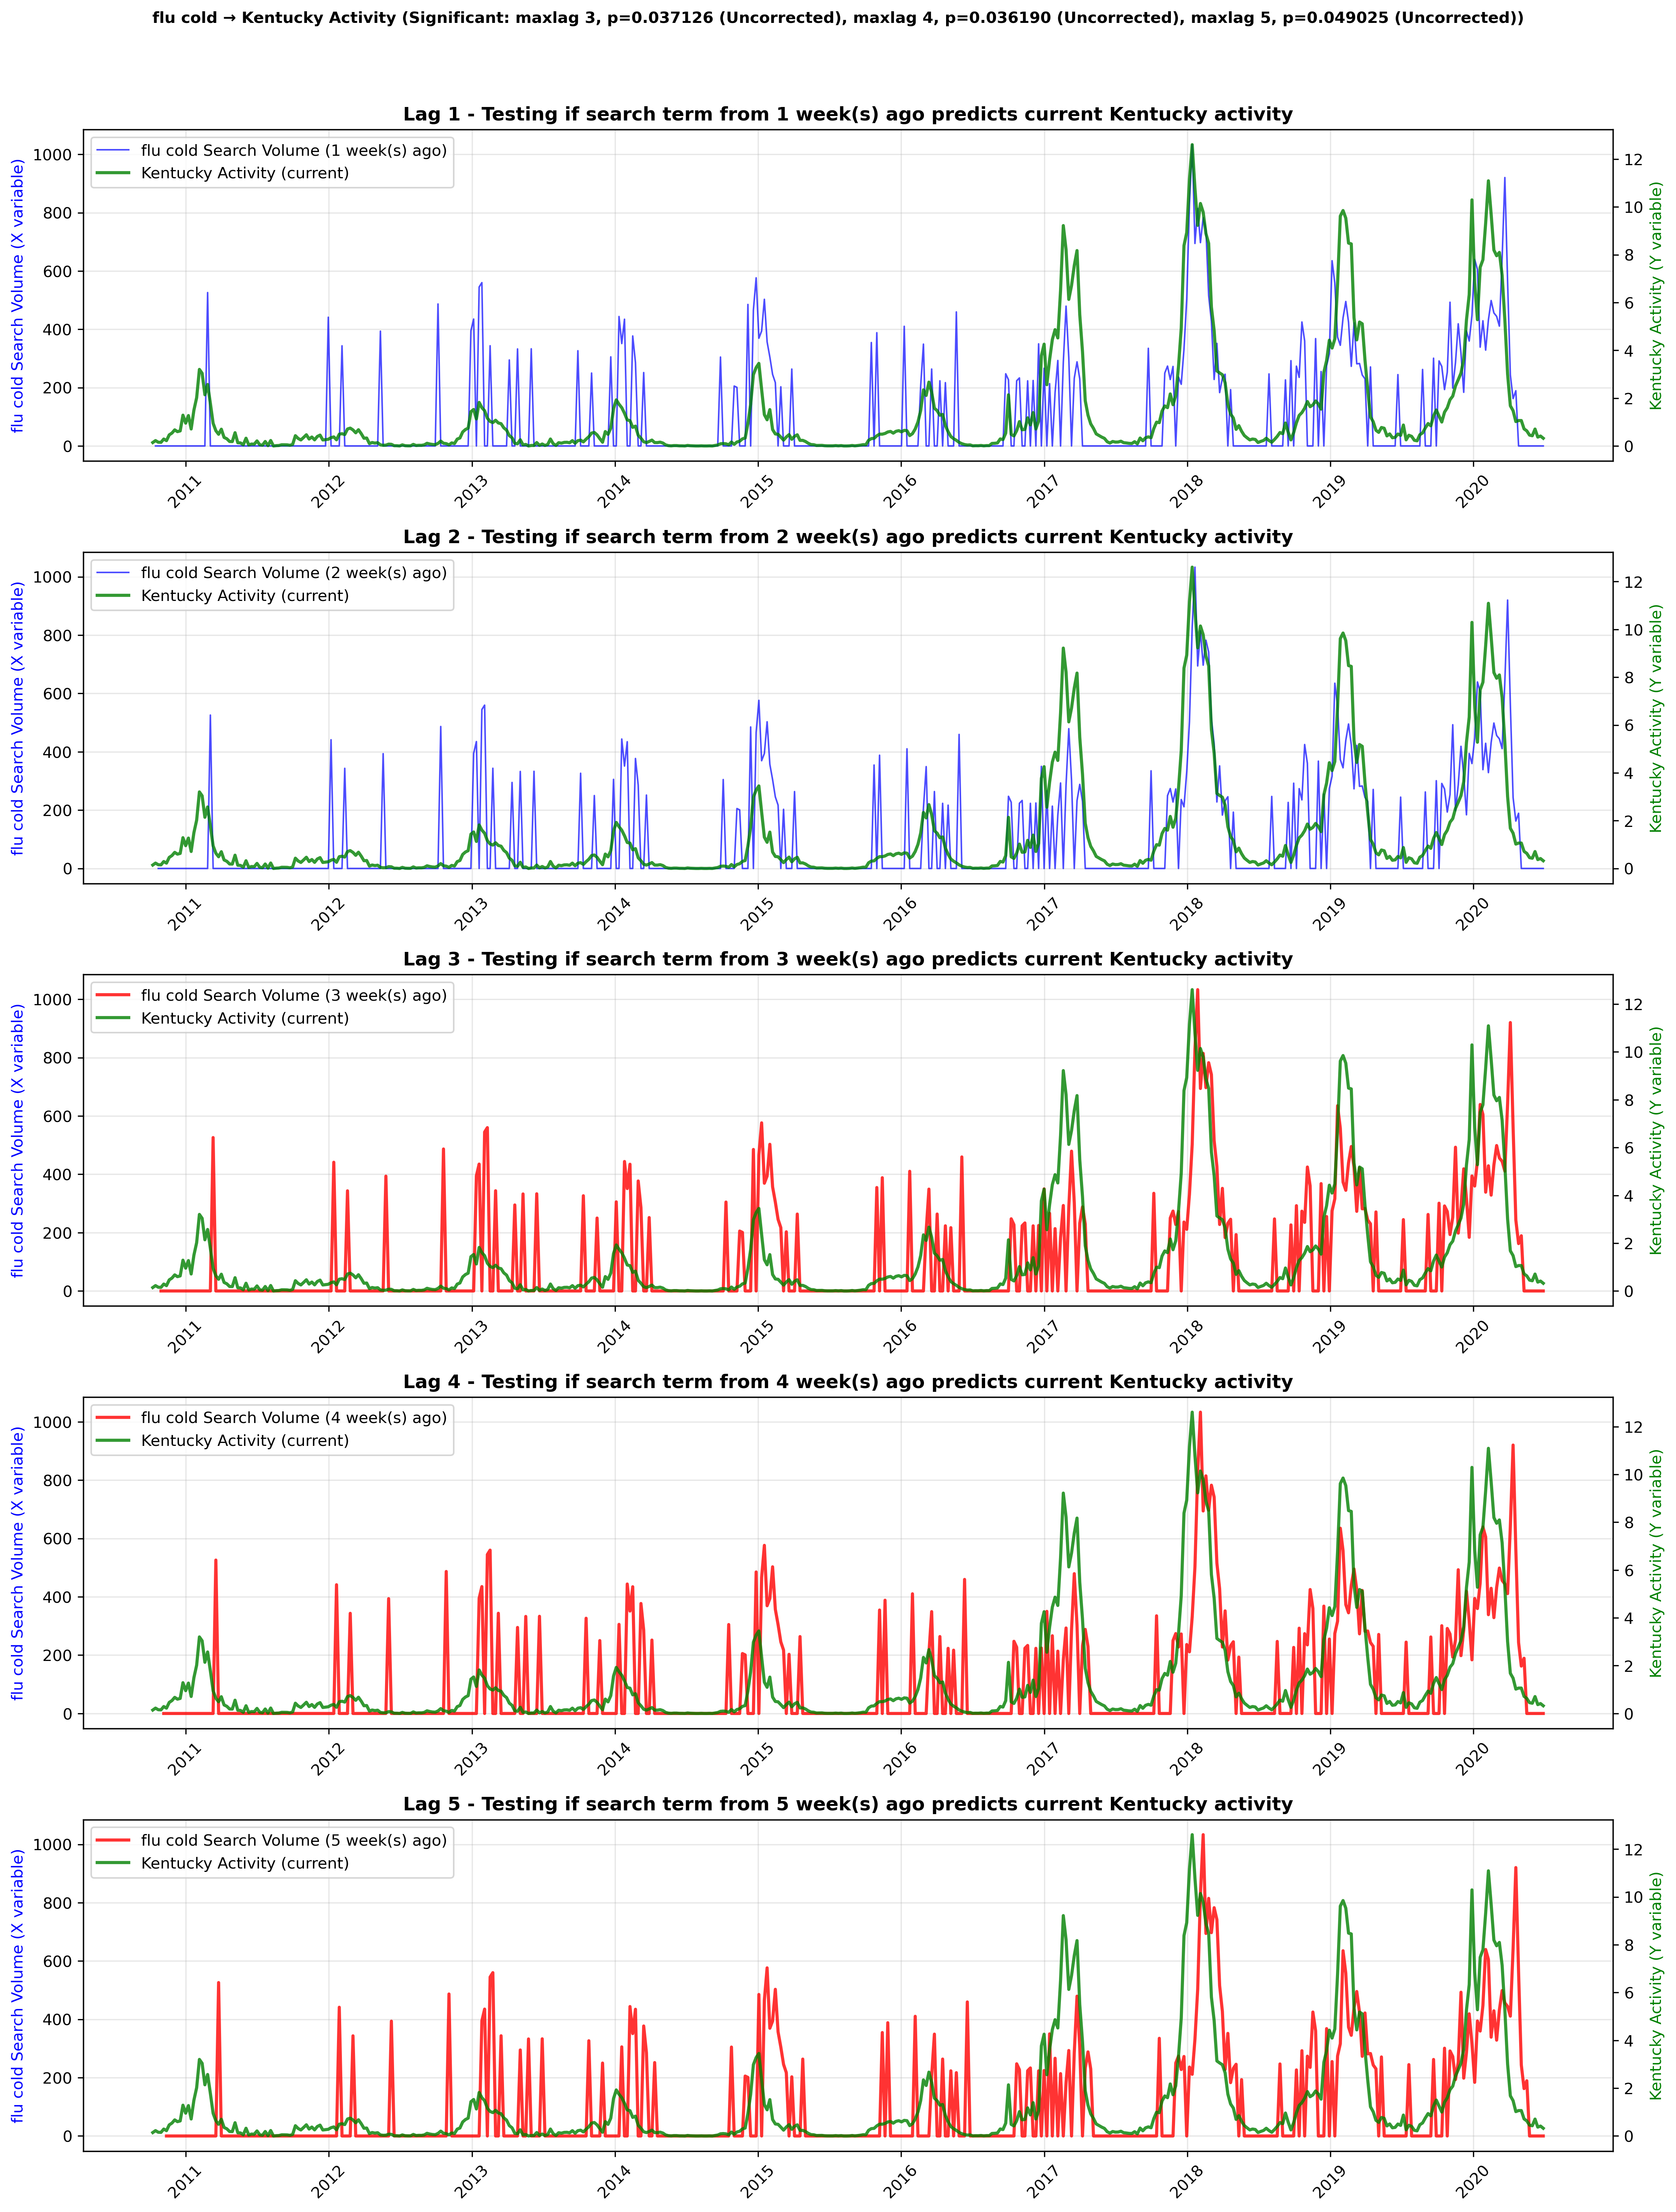 flu cold → Kentucky Activity (Significant: maxlag 3, p=0.037126 (Uncorrected), maxlag 4, p=0.036190 (Uncorrected), maxlag 5, p=0.049025 (Uncorrected))
Lag 1 - Testing if search term from 1 week(s) ago predicts current Kentucky activity
flu cold Search Volume (1 week(s) ago)
Kentucky Activity (current)
flu cold Search Volume (X variable)
1000
800
600
400
200
0
12
10
8
6
4
2
0
Kentucky Activity (Y variable)
2011 2012 2013 2014 2015 2016 2017 2018 2019 2020
Lag 2 - Testing if search term from 2 week(s) ago predicts current Kentucky activity
flu cold Search Volume (2 week(s) ago)
Kentucky Activity (current)
flu cold Search Volume (X variable)
1000
800
600
400
200
0
12
10
8
6
4
2
0
Kentucky Activity (Y variable)
2011 2012 2013 2014 2015 2016 2017 2018 2019 2020
Lag 3 - Testing if search term from 3 week(s) ago predicts current Kentucky activity
flu cold Search Volume (3 week(s) ago)
Kentucky Activity (current)
flu cold Search Volume (X variable)
1000
800
600
400
200
0
12
10
8
6
4
2
0
Kentucky Activity (Y variable)
2011 2012 2013 2014 2015 2016 2017 2018 2019 2020
Lag 4 - Testing if search term from 4 week(s) ago predicts current Kentucky activity
flu cold Search Volume (4 week(s) ago)
Kentucky Activity (current)
flu cold Search Volume (X variable)
1000
800
600
400
200
0
12
10
8
6
4
2
0
Kentucky Activity (Y variable)
2011 2012 2013 2014 2015 2016 2017 2018 2019 2020
Lag 5 - Testing if search term from 5 week(s) ago predicts current Kentucky activity
flu cold Search Volume (5 week(s) ago)
Kentucky Activity (current)
flu cold Search Volume (X variable)
1000
800
600
400
200
0
12
10
8
6
4
2
0
Kentucky Activity (Y variable)
2011 2012 2013 2014 2015 2016 2017 2018 2019 2020